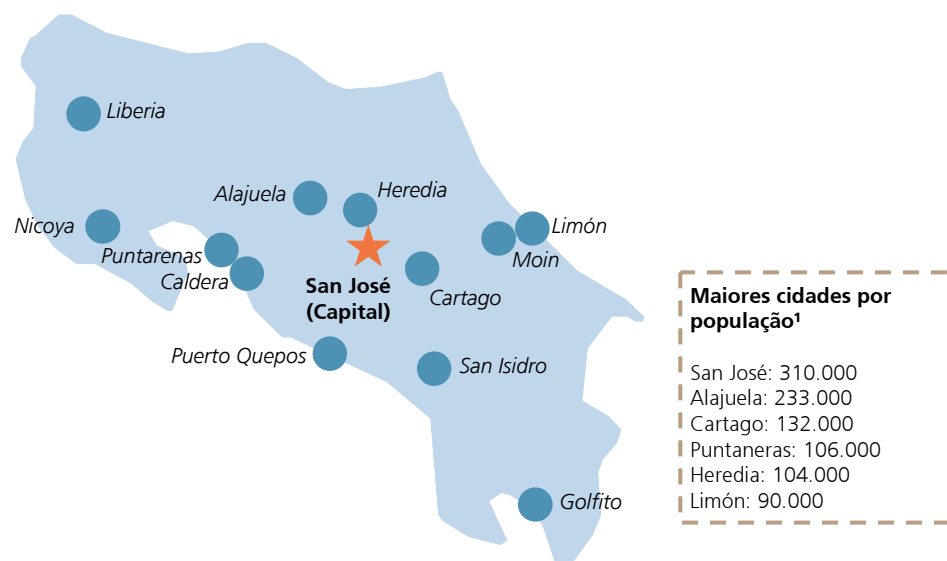 Liberia
Alajuela
Heredia
Nicoya
Limón
Puntarenas
Moin
Caldera
San José
(Capital)
Cartago
Puerto Quepos
San Isidro
Golfito
Maiores cidades por
população¹
San José: 310.000
Alajuela: 233.000
Cartago: 132.000
Puntaneras: 106.000
Heredia: 104.000
Limón: 90.000